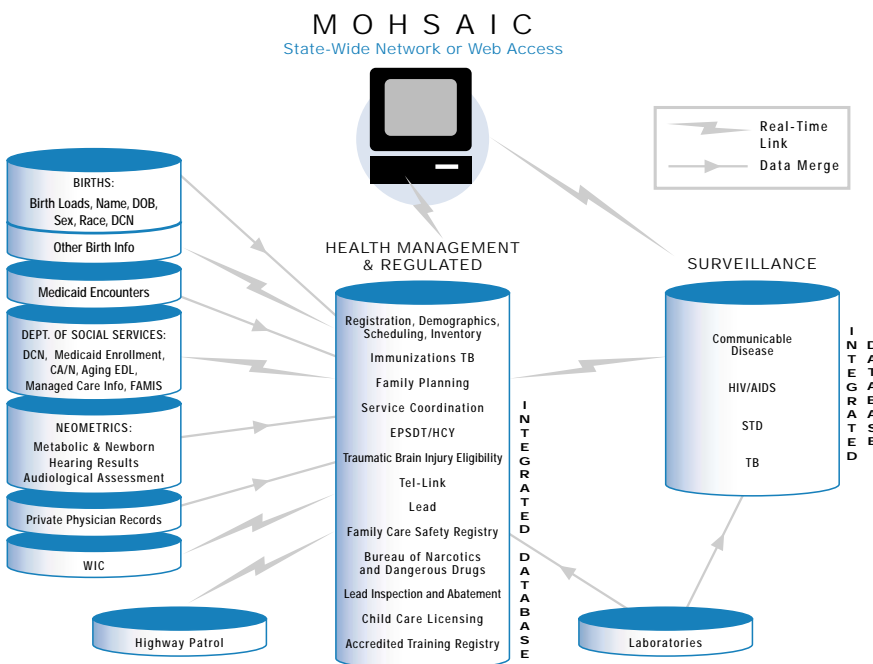 MOHSAIC
State-Wide Network or Web Access
Real-Time
Link
Data Merge
BIRTHS:
Birth Loads, Name, DOB,
Sex, Race, DCN
Other Birth Info
Medicaid Encounters
DEPT. OF SOCIAL SERVICES:
DCN, Medicaid Enrollment,
CA/N, Aging EDL,
Managed Care Info, FAMIS
NEOMETRICS:
Metabolic & Newborn
Hearing Results
Audiological Assessment
Private Physician Records
WIC
Highway Patrol
HEALTH MANAGEMENT
& REGULATED
Registration, Demographics,
Scheduling, Inventory
Immunizations TB
Family Planning
Service Coordination
EPSDT/HCY
Traumatic Brain Injury Eligibility
Tel-Link
Lead
Family Care Safety Registry
Bureau of Narcotics
and Dangerous Drugs
Lead Inspection and Abatement
Child Care Licensing
Accredited Training Registry
INTEGRATED DATABASE
SURVEILLANCE
Communicable
Disease
HIV/AIDS
STD
TB
INTEGRATED
DATABASE
Laboratories